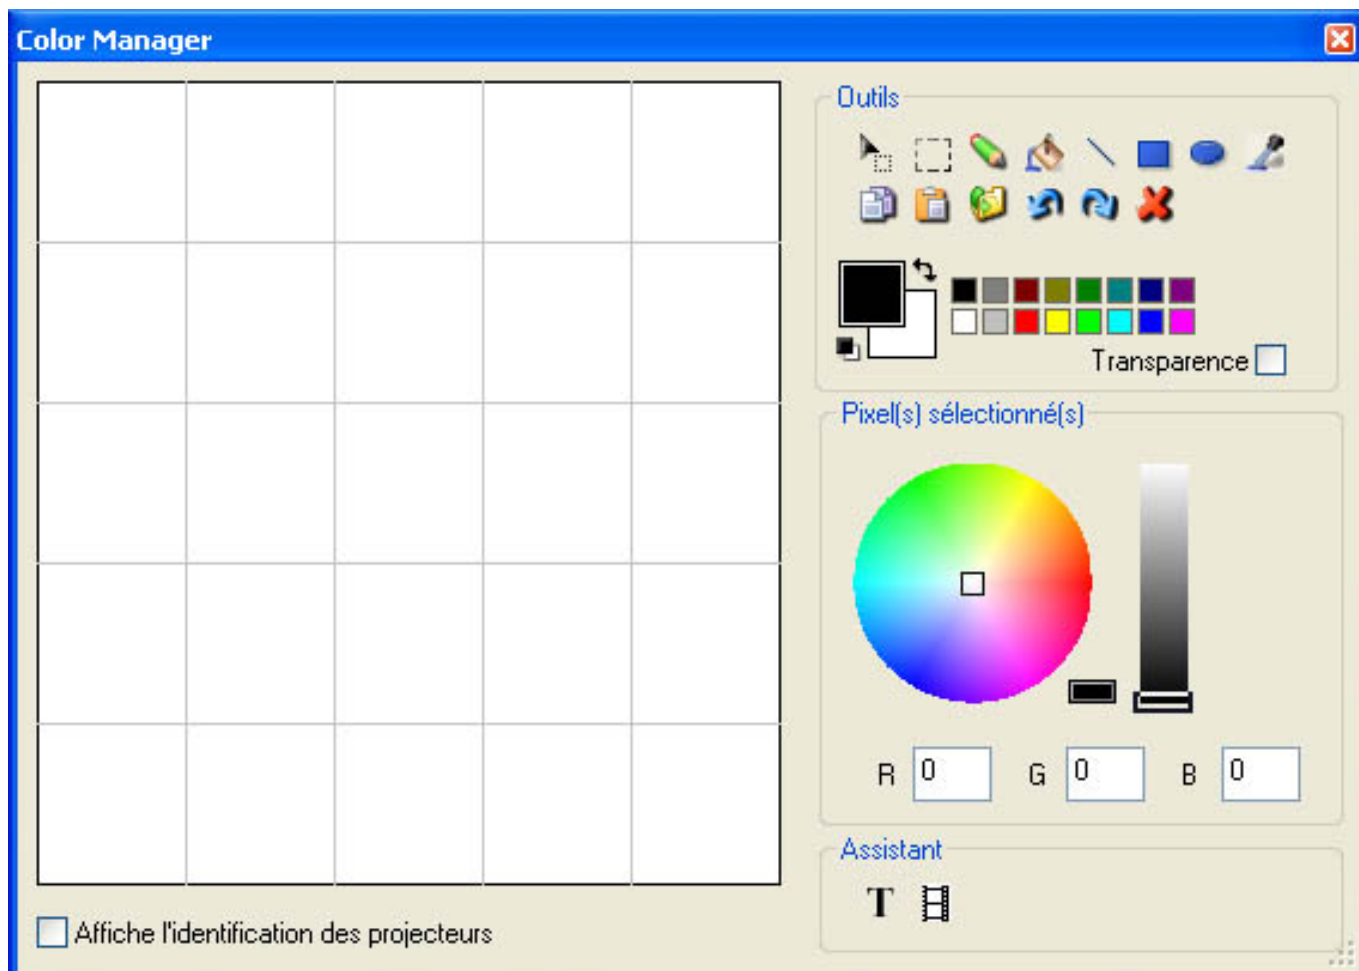 Color Manager
Outils
Transparence
Pixel(s) sélectionné(s)
R 0 G 0 B 0
Assistant
T
Affiche l'identification des projecteurs